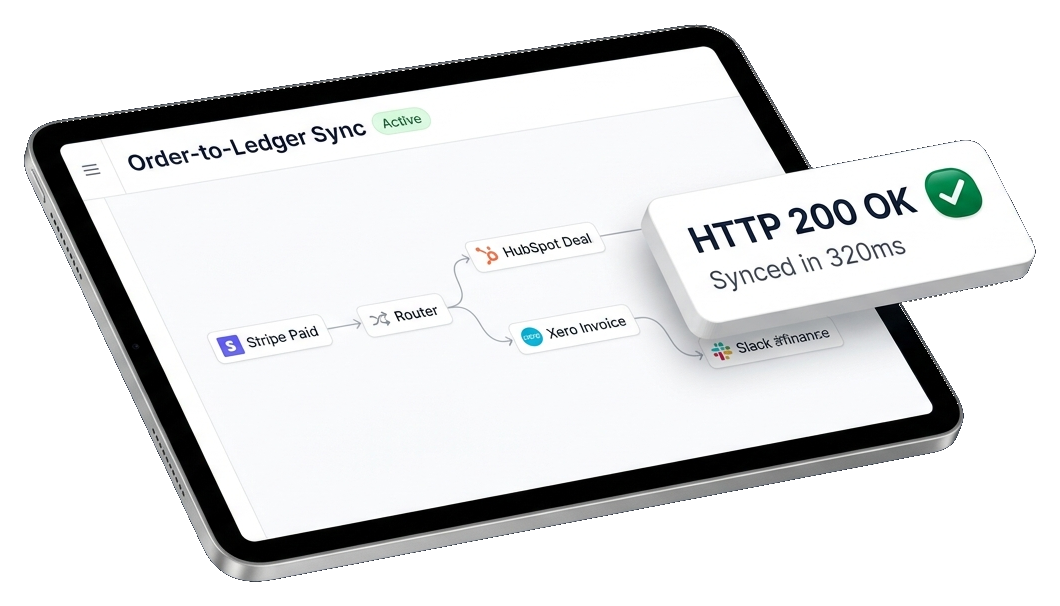 Order-to-Ledger Sync
Active
HTTP 200 OK
Synced in 320ms
HubSpot Deal
Router
Xero Invoice
S Stripe Paid
Slack #finance